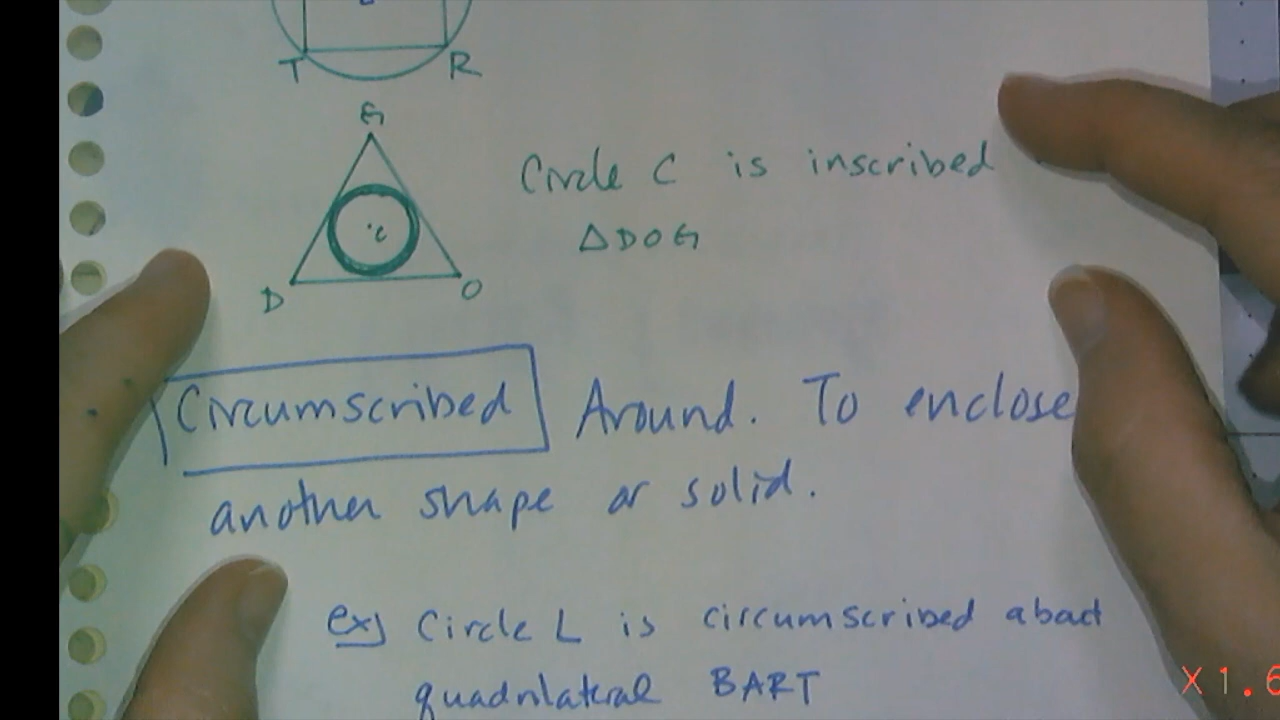 T R
G
Circle C is inscribed
C
△DOG
D O
Circumscribed Around. To enclose
another shape or solid.
ex) Circle L is circumscribed about
quadrilateral BART
X1.6